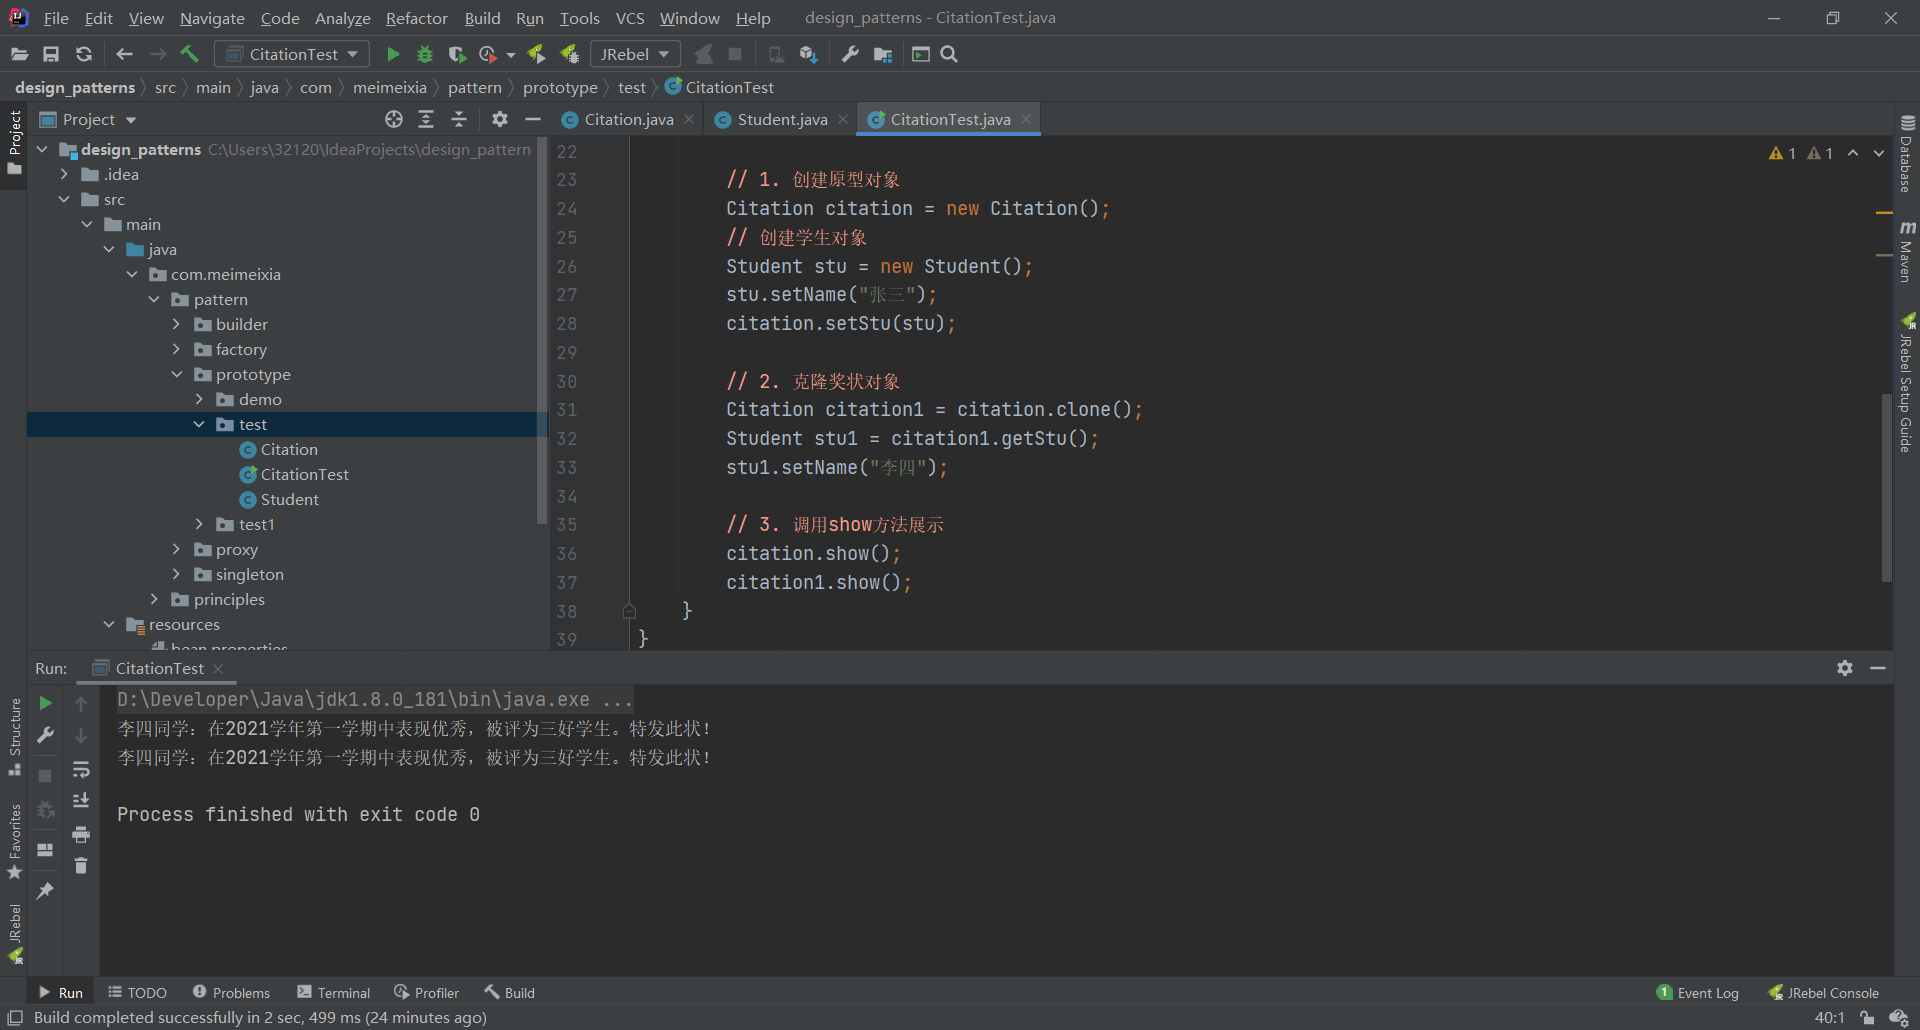 File Edit View Navigate Code Analyze Refactor Build Run Tools VCS Window Help design_patterns - CitationTest.java
CitationTest JRebel
design_patterns src main java com meimeixia pattern prototype test CitationTest
Project
Citation.java Student.java CitationTest.java
Project
design_patterns C:\Users\32120\IdeaProjects\design_pattern
.idea
src
main
java
com.meimeixia
pattern
builder
factory
prototype
demo
test
Citation
CitationTest
Student
test1
proxy
singleton
principles
resources
bean.properties
22
23 // 1. 创建原型对象
24 Citation citation = new Citation();
25 // 创建学生对象
26 Student stu = new Student();
27 stu.setName("张三");
28 citation.setStu(stu);
29
30 // 2. 克隆奖状对象
31 Citation citation1 = citation.clone();
32 Student stu1 = citation1.getStu();
33 stu1.setName("李四");
34
35 // 3. 调用show方法展示
36 citation.show();
37 citation1.show();
38 }
39 }
1 1
Database
Maven
JRebel Setup Guide
Run: CitationTest
D:\Developer\Java\jdk1.8.0_181\bin\java.exe ...
李四同学：在2021学年第一学期中表现优秀，被评为三好学生。特发此状！
李四同学：在2021学年第一学期中表现优秀，被评为三好学生。特发此状！
Process finished with exit code 0
Structure
Favorites
JRebel
Run TODO Problems Terminal Profiler Build 1 Event Log JRebel Console
Build completed successfully in 2 sec, 499 ms (24 minutes ago) 40:1